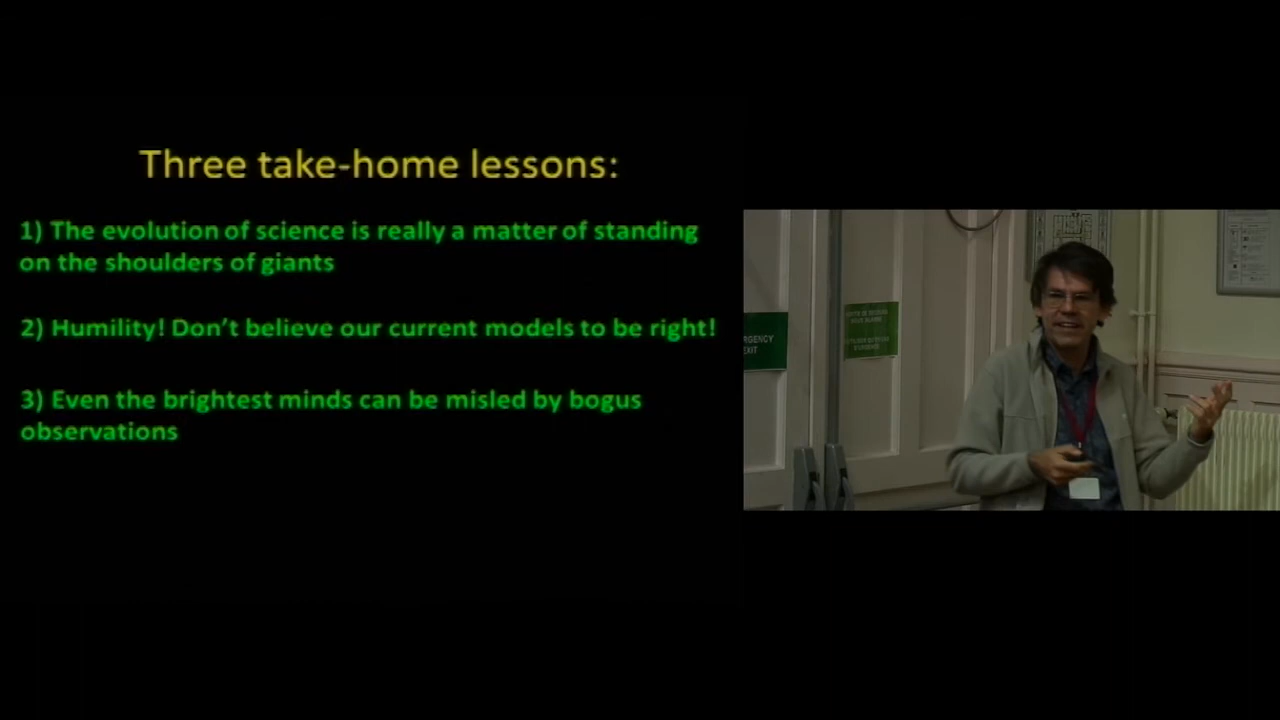 Three take-home lessons:
1) The evolution of science is really a matter of standing
on the shoulders of giants
2) Humility! Don't believe our current models to be right!
3) Even the brightest minds can be misled by bogus
observations
RGENCY
EXIT